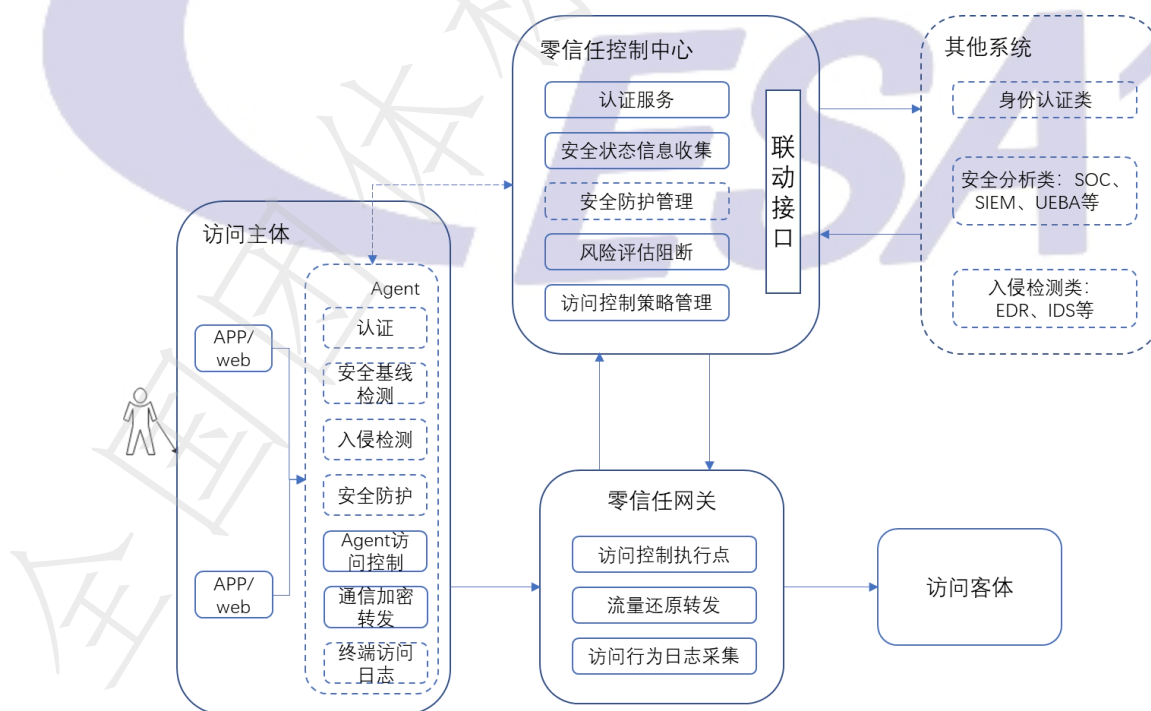 零信任控制中心
认证服务
安全状态信息收集
安全防护管理
风险评估阻断
访问控制策略管理
联
动
接
口
其他系统
身份认证类
安全分析类：SOC、
SIEM、UEBA等
入侵检测类：
EDR、IDS等
访问主体
APP/
web
APP/
web
Agent
认证
安全基线
检测
入侵检测
安全防护
Agent访
问控制
通信加密
转发
终端访问
日志
零信任网关
访问控制执行点
流量还原转发
访问行为日志采集
访问客体
CESA
全国团体标